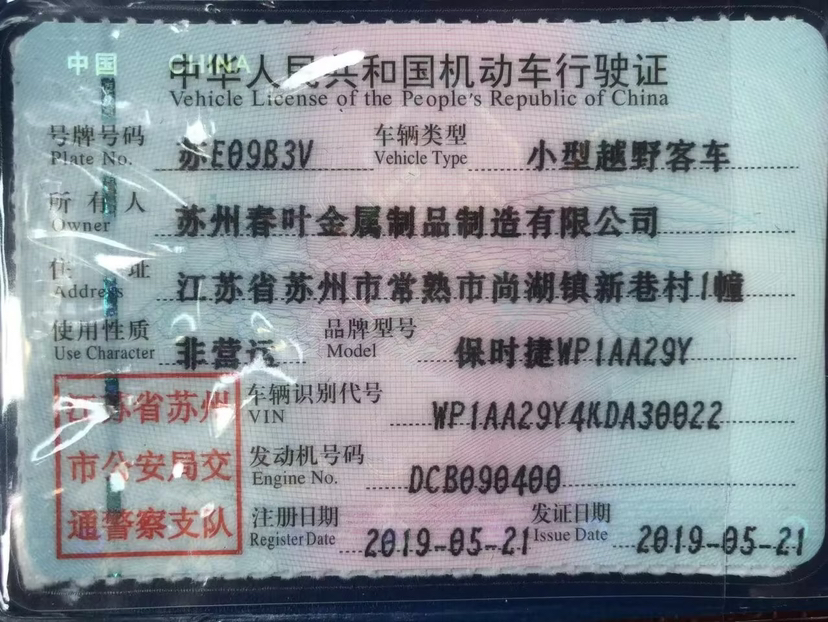 中国 CHINA
中华人民共和国机动车行驶证
Vehicle License of the People's Republic of China
号牌号码 苏E09B3V 车辆类型 小型越野客车
Plate No. Vehicle Type
所有人 苏州春叶金属制品制造有限公司
Owner
住址 江苏省苏州市常熟市尚湖镇新巷村1幢
Address
使用性质 非营运 品牌型号 保时捷WP1AA29Y
Use Character Model
江苏省苏州
市公安局交
通警察支队
车辆识别代号 WP1AA29Y4KDA30022
VIN
发动机号码 DCB090400
Engine No.
注册日期 2019-05-21 发证日期 2019-05-21
Register Date Issue Date